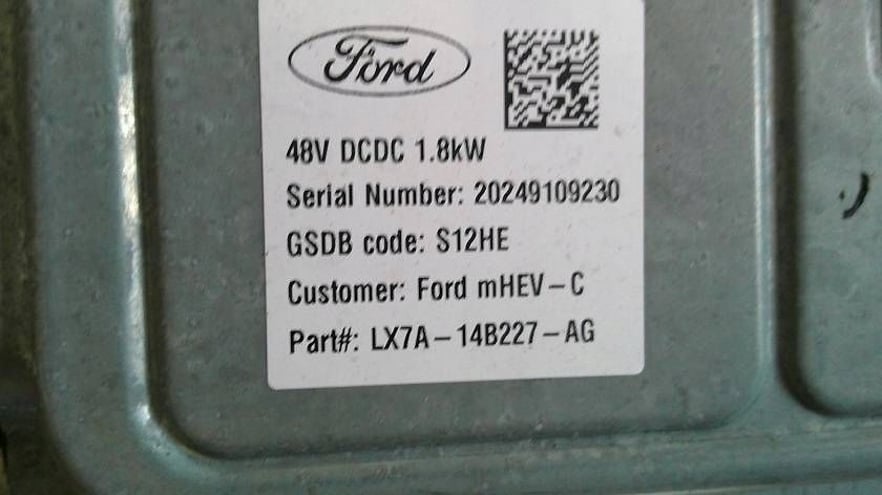 Ford
48V DCDC 1.8kW
Serial Number: 20249109230
GSDB code: S12HE
Customer: Ford mHEV-C
Part#: LX7A-14B227-AG